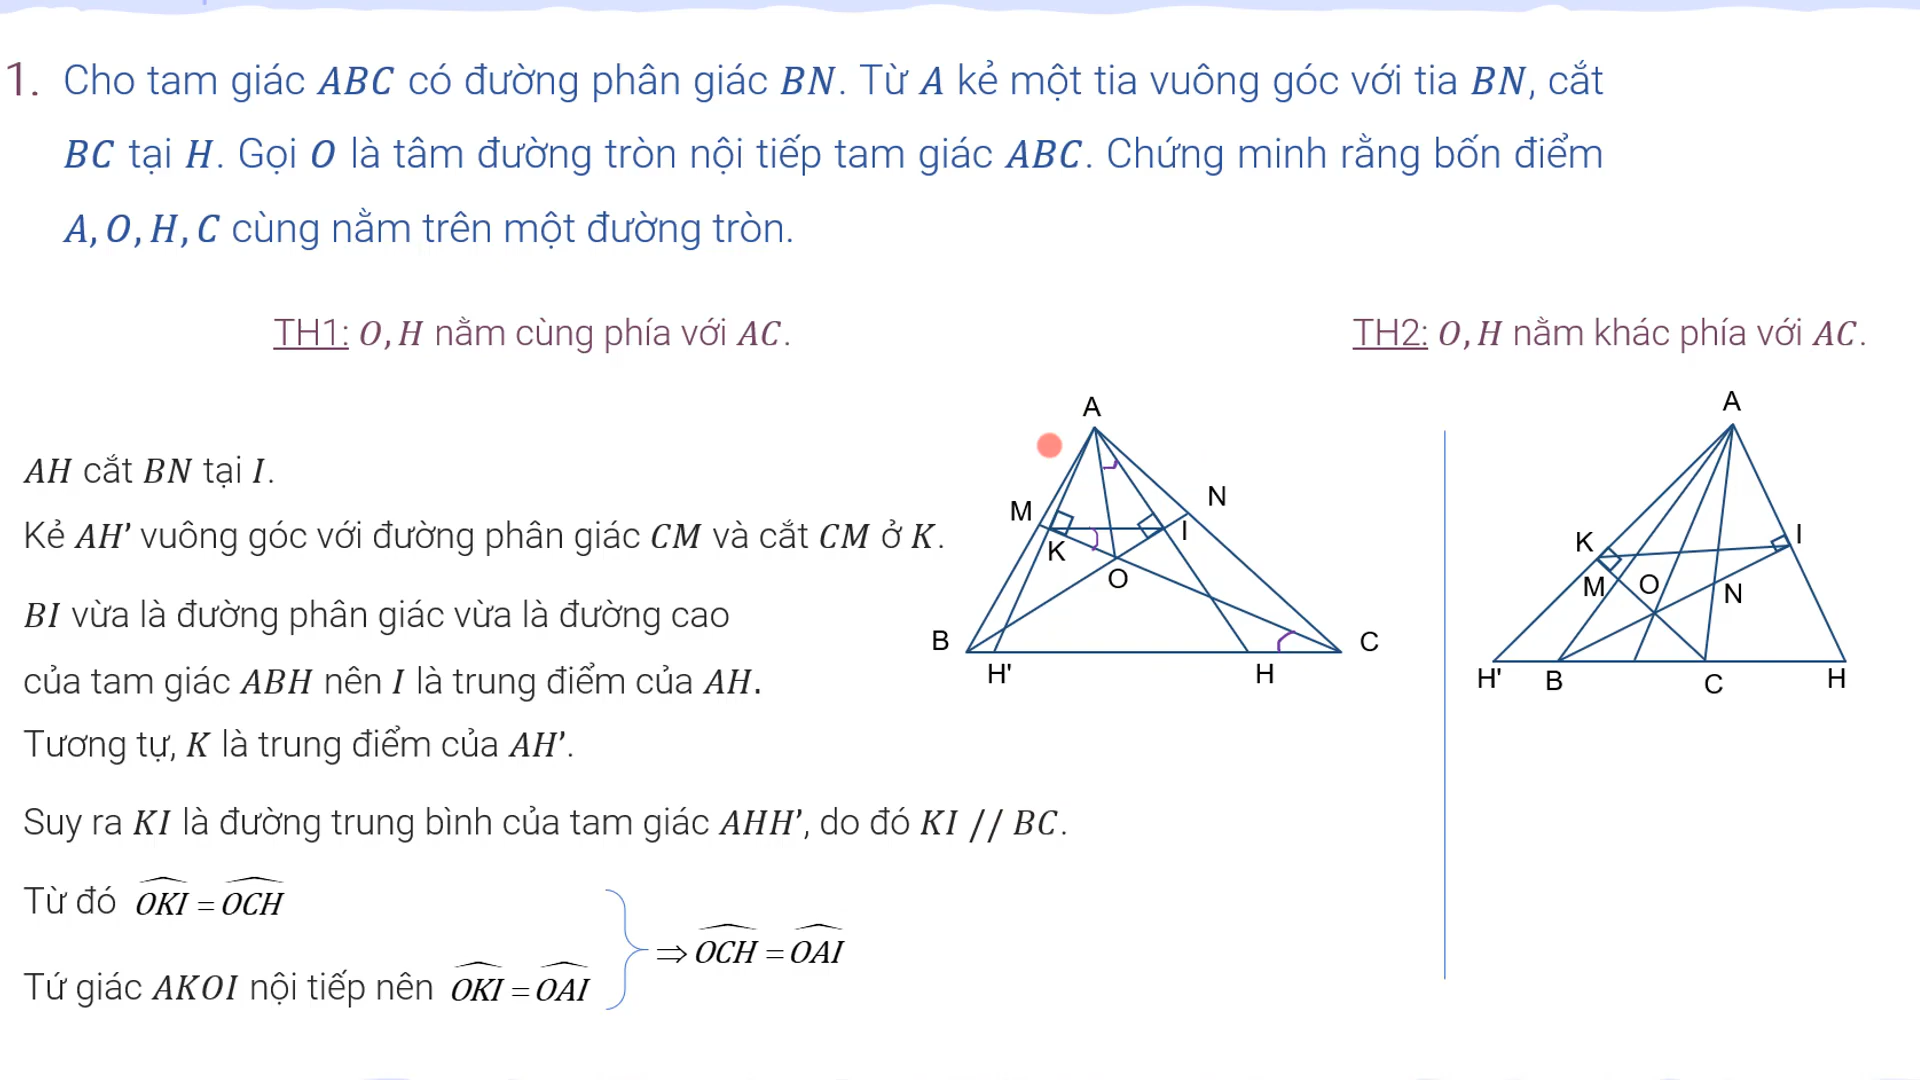 1. Cho tam giác ABC có đường phân giác BN. Từ A kẻ một tia vuông góc với tia BN, cắt
BC tại H. Gọi O là tâm đường tròn nội tiếp tam giác ABC. Chứng minh rằng bốn điểm
A, O, H, C cùng nằm trên một đường tròn.
TH1: O, H nằm cùng phía với AC.
TH2: O, H nằm khác phía với AC.
AH cắt BN tại I.
Kẻ AH’ vuông góc với đường phân giác CM và cắt CM ở K.
BI vừa là đường phân giác vừa là đường cao
của tam giác ABH nên I là trung điểm của AH.
Tương tự, K là trung điểm của AH’.
Suy ra KI là đường trung bình của tam giác AHH’, do đó KI // BC.
Từ đó \widehat{OKI} = \widehat{OCH}
Tứ giác AKOI nội tiếp nên \widehat{OKI} = \widehat{OAI}
⇒ \widehat{OCH} = \widehat{OAI}
A
M
N
K
I
O
B
H'
H
C
A
K
I
M
O
N
H'
B
C
H